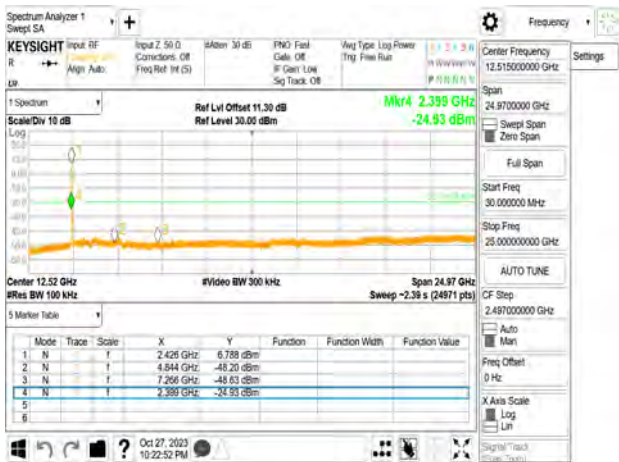 Spectrum Analyzer 1
Swept SA
+
Frequency
KEYSIGHT
Input: RF
Input Z: 50 Ω
#Atten: 30 dB
PNO: Fast
Avg Type: Log-Power
R
Align: Auto
Corrections: Off
Freq Ref: Int (S)
Gate: Off
IF Gain: Low
Sig Track: Off
Trig: Free Run
Center Frequency
12.515000000 GHz
Settings
1 Spectrum
Scale/Div 10 dB
Ref Lvl Offset 11.30 dB
Ref Level 30.00 dBm
Mkr4 2.399 GHz
-24.93 dBm
Span
24.9700000 GHz
Swept Span
Zero Span
Full Span
Start Freq
30.000000 MHz
Stop Freq
25.000000000 GHz
AUTO TUNE
Log
Center 12.52 GHz
#Res BW 100 kHz
#Video BW 300 kHz
Span 24.97 GHz
Sweep ~2.39 s (24971 pts)
CF Step
2.497000000 GHz
Auto
Man
5 Marker Table
Mode Trace Scale X Y Function Function Width Function Value
1 N f 2.426 GHz 6.788 dBm
2 N f 4.844 GHz -48.20 dBm
3 N f 7.266 GHz -48.63 dBm
4 N f 2.399 GHz -24.93 dBm
5
6
Freq Offset
0 Hz
X Axis Scale
Log
Lin
Signal Track
Oct 27, 2023
10:22:52 PM